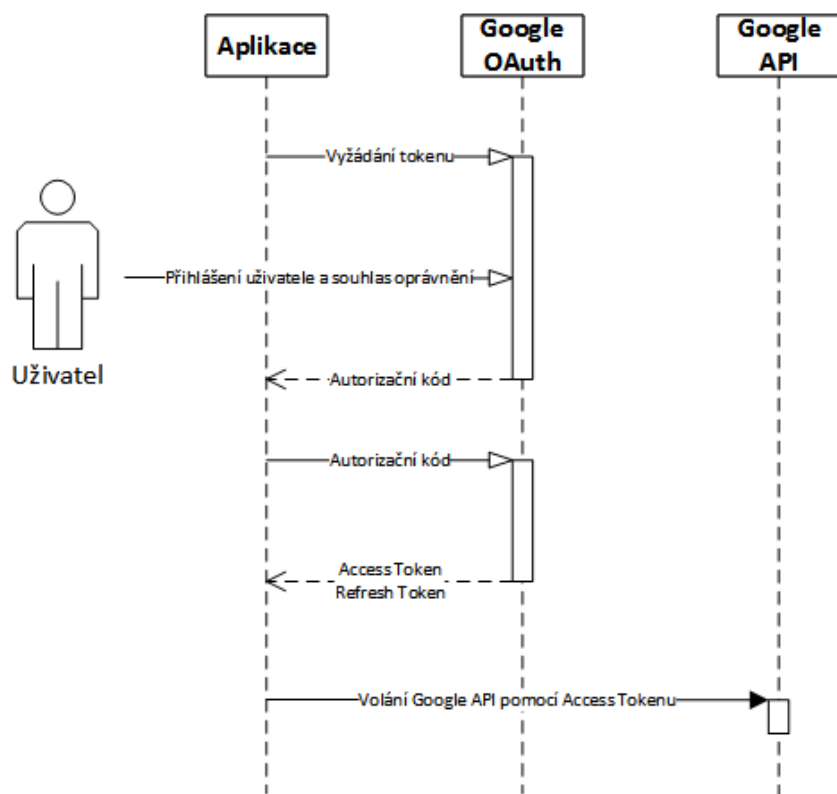 Aplikace
Google
OAuth
Google
API
Vyžádání tokenu
Přihlášení uživatele a souhlas oprávnění
Uživatel
Autorizační kód
Autorizační kód
Access Token
Refresh Token
Volání Google API pomocí Access Tokenu